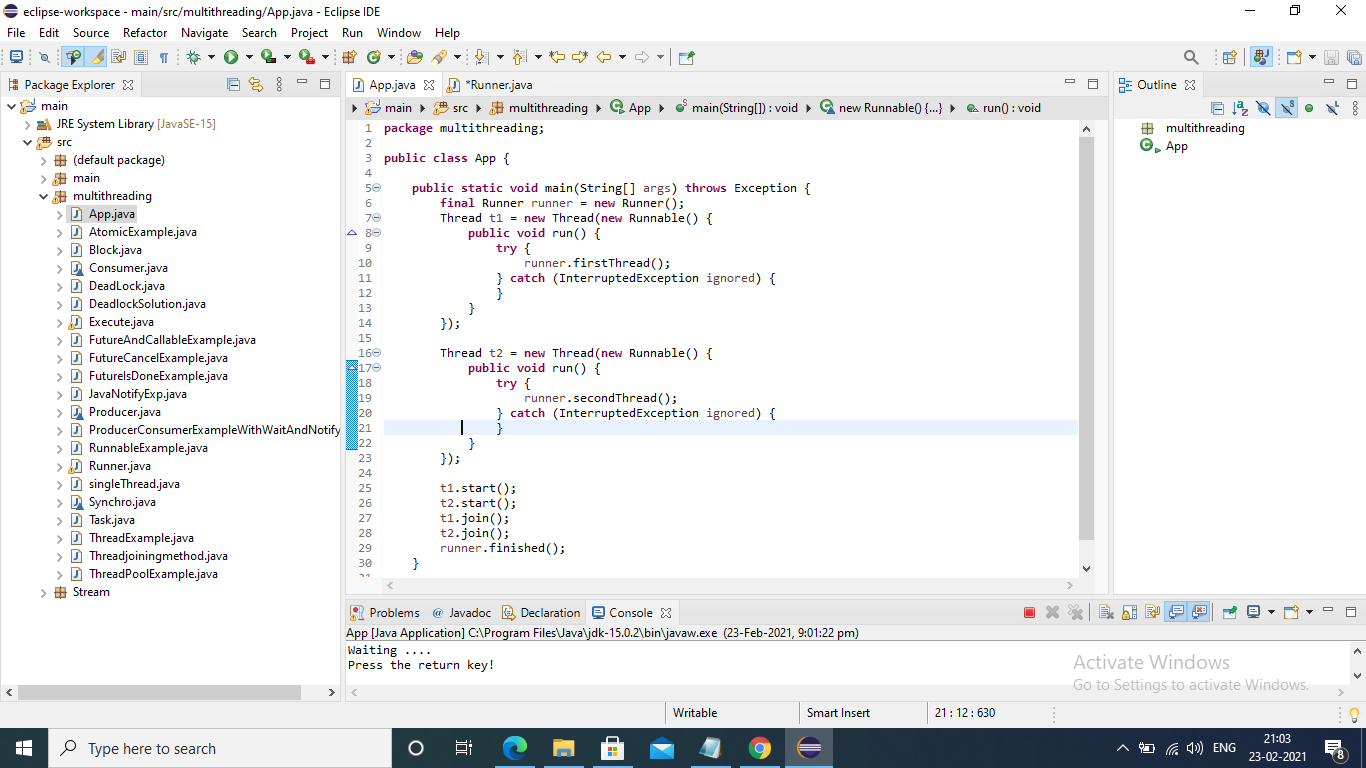 eclipse-workspace - main/src/multithreading/App.java - Eclipse IDE
File Edit Source Refactor Navigate Search Project Run Window Help
Package Explorer
main
JRE System Library [JavaSE-15]
src
(default package)
main
multithreading
App.java
AtomicExample.java
Block.java
Consumer.java
DeadLock.java
DeadlockSolution.java
Execute.java
FutureAndCallableExample.java
FutureCancelExample.java
FutureIsDoneExample.java
JavaNotifyExp.java
Producer.java
ProducerConsumerExampleWithWaitAndNotify
RunnableExample.java
Runner.java
singleThread.java
Synchro.java
Task.java
ThreadExample.java
Threadjoiningmethod.java
ThreadPoolExample.java
Stream
App.java *Runner.java
main src multithreading App main(String[]) : void new Runnable() {...} run() : void
1 package multithreading;
2
3 public class App {
4
5 public static void main(String[] args) throws Exception {
6 final Runner runner = new Runner();
7 Thread t1 = new Thread(new Runnable() {
8 public void run() {
9 try {
10 runner.firstThread();
11 } catch (InterruptedException ignored) {
12 }
13 }
14 });
15
16 Thread t2 = new Thread(new Runnable() {
17 public void run() {
18 try {
19 runner.secondThread();
20 } catch (InterruptedException ignored) {
21 }
22 }
23 });
24
25 t1.start();
26 t2.start();
27 t1.join();
28 t2.join();
29 runner.finished();
30 }
31
Outline
multithreading
App
Problems @ Javadoc Declaration Console
App [Java Application] C:\Program Files\Java\jdk-15.0.2\bin\javaw.exe (23-Feb-2021, 9:01:22 pm)
Waiting ....
Press the return key!
Activate Windows
Go to Settings to activate Windows.
Writable Smart Insert 21 : 12 : 630
Type here to search
ENG
21:03
23-02-2021
8